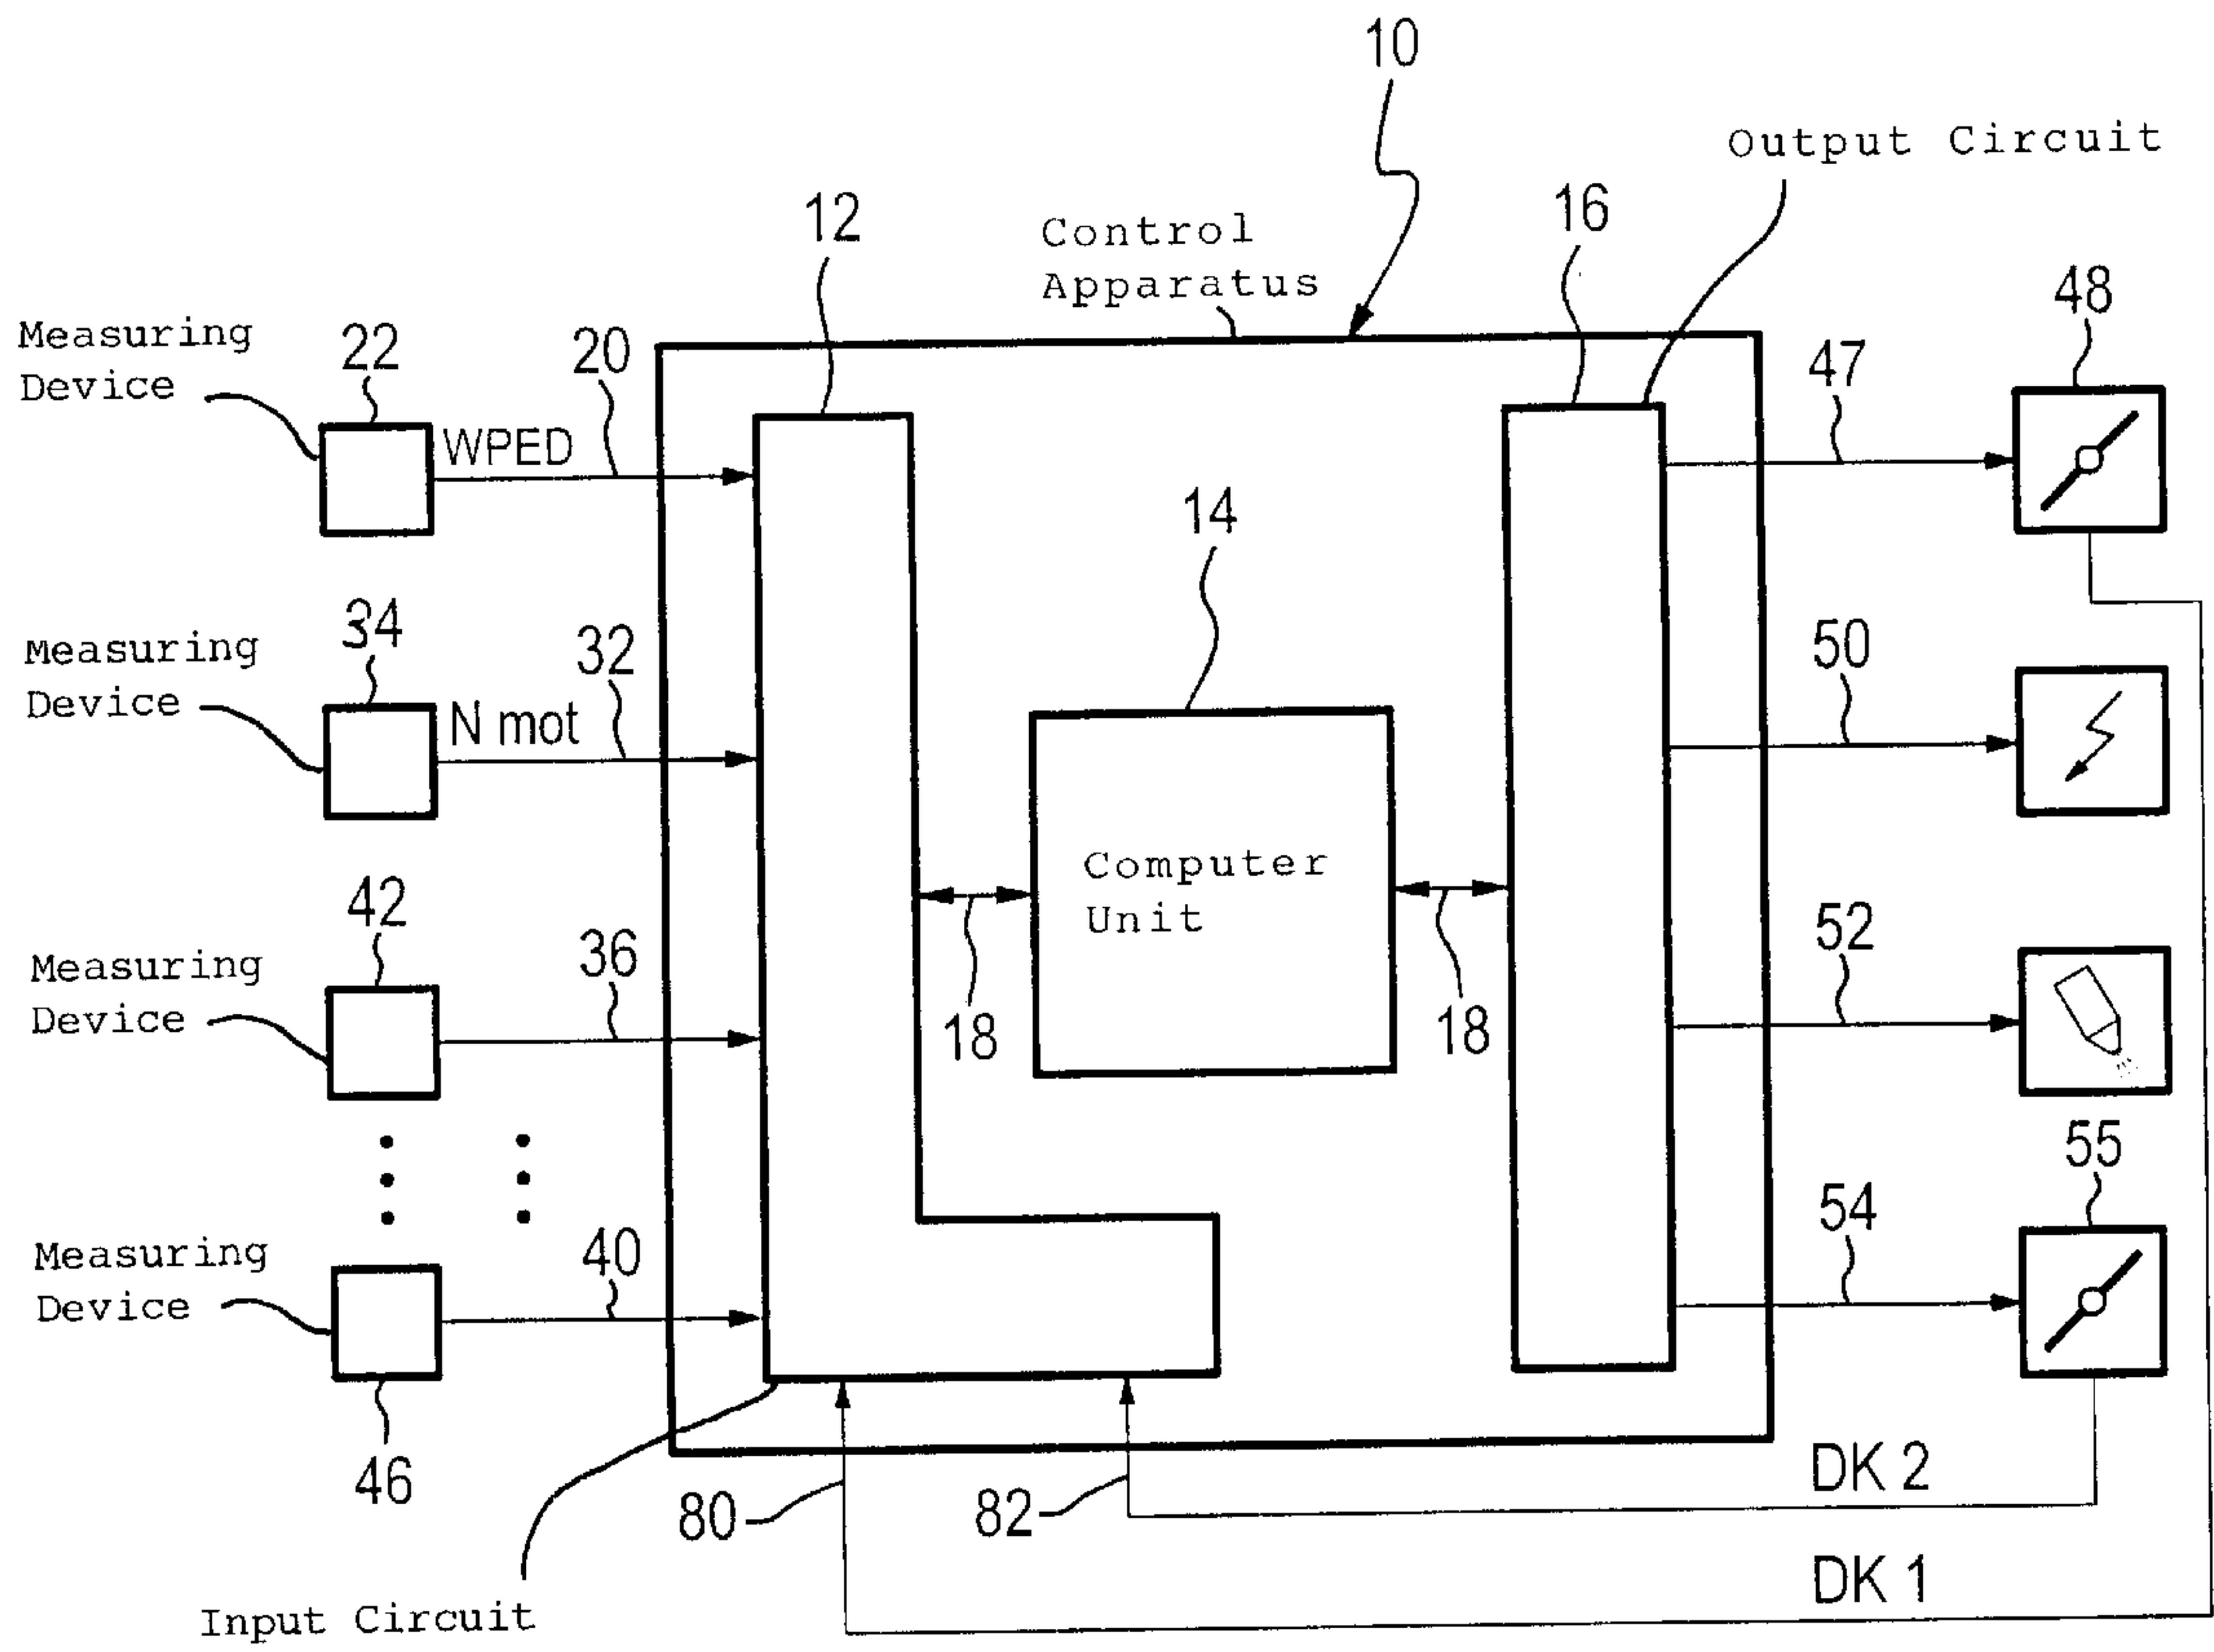 10
Output Circuit
12
16
Control
Apparatus
48
Measuring
Device
22
20
47
WPED
14
34
32
50
Measuring
Device
N mot
42
Computer
Unit
36
52
Measuring
Device
18
18
55
40
54
Measuring
Device
46
80
82
DK 2
DK 1
Input Circuit